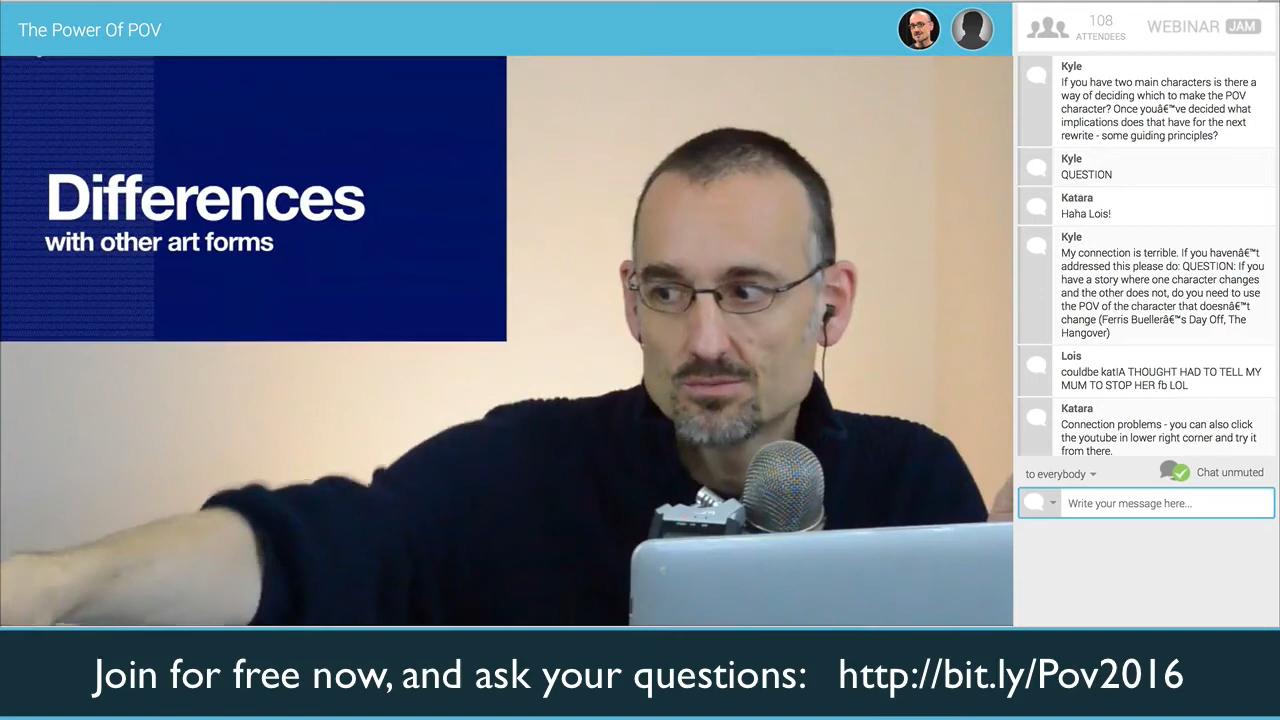 The Power Of POV
108
ATTENDEES
WEBINAR JAM
Differences
with other art forms
Kyle
If you have two main characters is there a
way of deciding which to make the POV
character? Once youâ€™ve decided what
implications does that have for the next
rewrite - some guiding principles?
Kyle
QUESTION
Katara
Haha Lois!
Kyle
My connection is terrible. If you havenâ€™t
addressed this please do: QUESTION: If you
have a story where one character changes
and the other does not, do you need to use
the POV of the character that doesnâ€™t
change (Ferris Buellerâ€™s Day Off, The
Hangover)
Lois
couldbe katIA THOUGHT HAD TO TELL MY
MUM TO STOP HER fb LOL
Katara
Connection problems - you can also click
the youtube in lower right corner and try it
from there.
to everybody
Chat unmuted
Write your message here...
Join for free now, and ask your questions: http://bit.ly/Pov2016